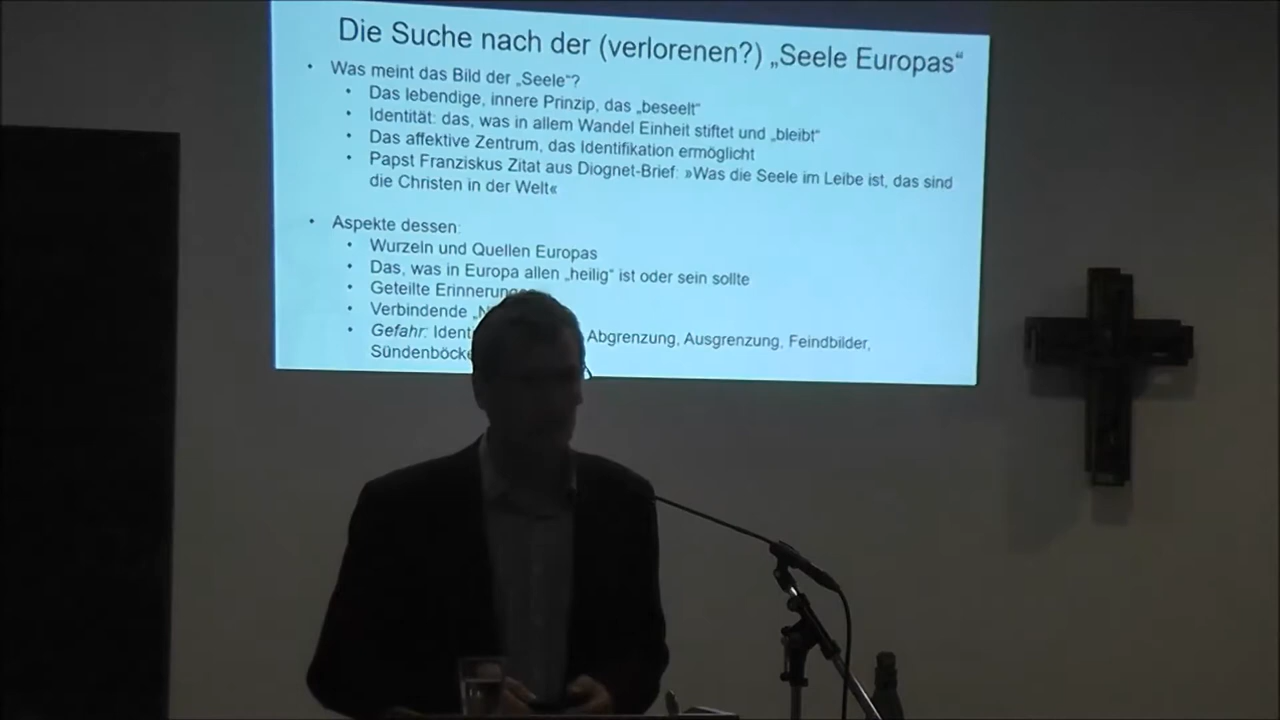 Die Suche nach der (verlorenen?) „Seele Europas“
• Was meint das Bild der „Seele“?
• Das lebendige, innere Prinzip, das „beseelt“
• Identität: das, was in allem Wandel Einheit stiftet und „bleibt“
• Das affektive Zentrum, das Identifikation ermöglicht
• Papst Franziskus Zitat aus Diognet-Brief: »Was die Seele im Leibe ist, das sind
die Christen in der Welt«
• Aspekte dessen:
• Wurzeln und Quellen Europas
• Das, was in Europa allen „heilig“ ist oder sein sollte
• Geteilte
• Verbindende
• Gefahr: Abgrenzung, Ausgrenzung, Feindbilder,
Sündenböcke